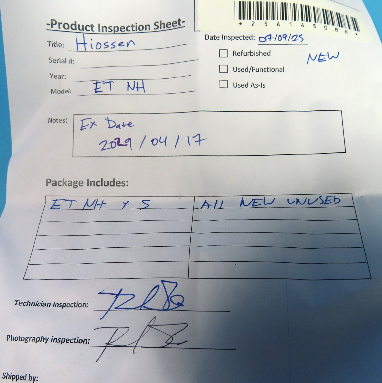 -Product Inspection Sheet-
Title: Hiossen
Date Inspected: 07/09/25
Serial #:
Refurbished
NEW
Year:
Used/Functional
Model: ET NH
Used As-Is
Notes: Ex Date
2029/04/17
Package Includes:
ET NH x 5 All NEW UNUSED
Technician Inspection:
Photography Inspection:
Shipped by: